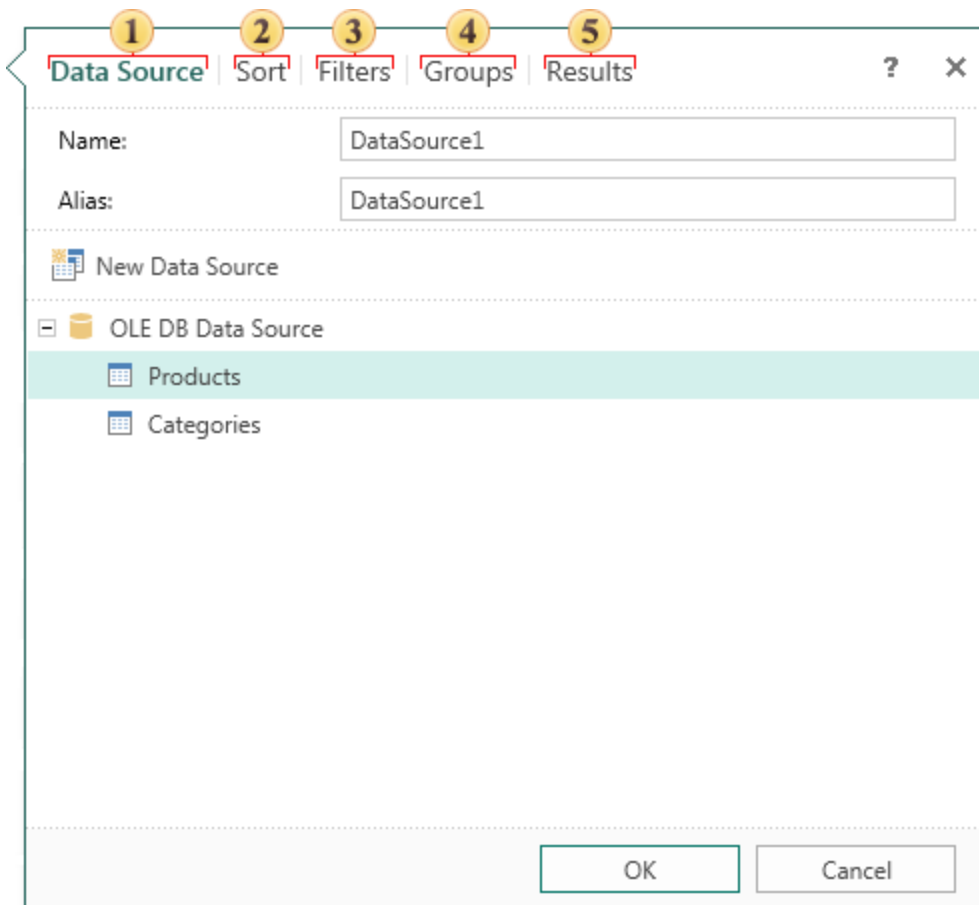 1 2 3 4 5
Data Source Sort Filters Groups Results ? ×
Name: DataSource1
Alias: DataSource1
New Data Source
OLE DB Data Source
Products
Categories
OK Cancel